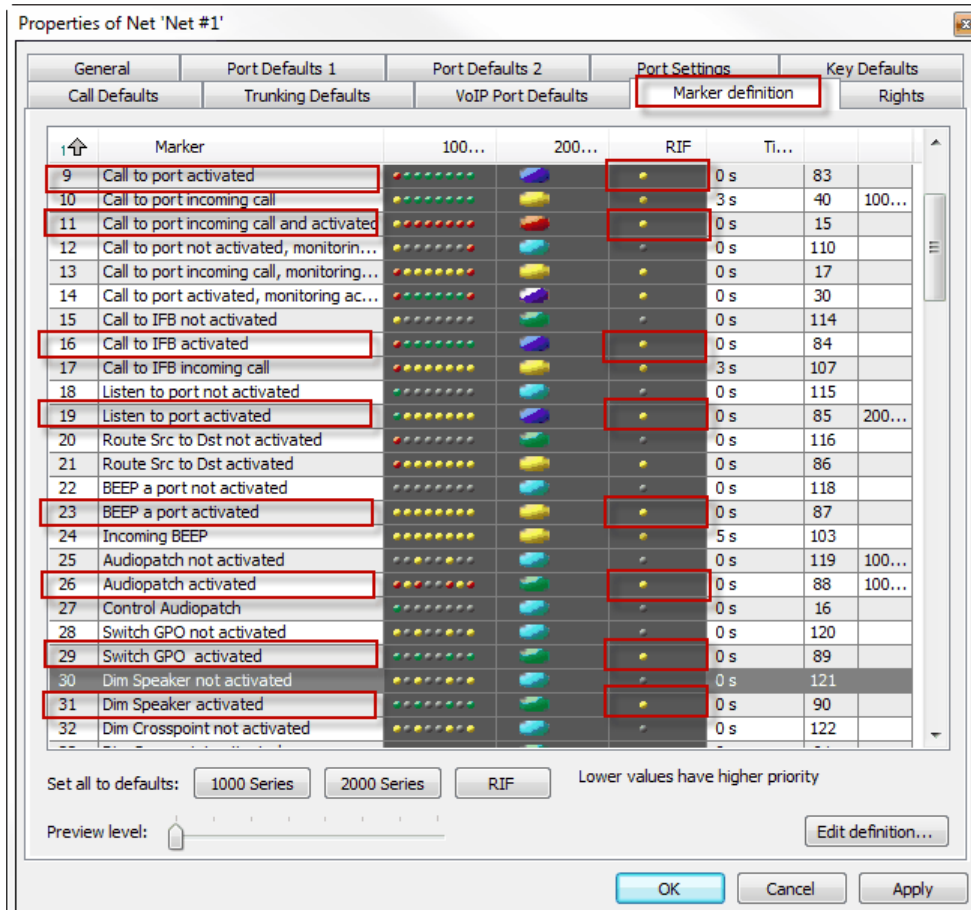 Properties of Net 'Net #1'
General Port Defaults 1 Port Defaults 2 Port Settings Key Defaults
Call Defaults Trunking Defaults VoIP Port Defaults Marker definition Rights
1 Marker 100... 200... RIF Ti...
9 Call to port activated 0 s 83
10 Call to port incoming call 3 s 40 100...
11 Call to port incoming call and activated 0 s 15
12 Call to port not activated, monitorin... 0 s 110
13 Call to port incoming call, monitoring... 0 s 17
14 Call to port activated, monitoring ac... 0 s 30
15 Call to IFB not activated 0 s 114
16 Call to IFB activated 0 s 84
17 Call to IFB incoming call 3 s 107
18 Listen to port not activated 0 s 115
19 Listen to port activated 0 s 85 200...
20 Route Src to Dst not activated 0 s 116
21 Route Src to Dst activated 0 s 86
22 BEEP a port not activated 0 s 118
23 BEEP a port activated 0 s 87
24 Incoming BEEP 5 s 103
25 Audiopatch not activated 0 s 119 100...
26 Audiopatch activated 0 s 88 100...
27 Control Audiopatch 0 s 16
28 Switch GPO not activated 0 s 120
29 Switch GPO activated 0 s 89
30 Dim Speaker not activated 0 s 121
31 Dim Speaker activated 0 s 90
32 Dim Crosspoint not activated 0 s 122
Set all to defaults: 1000 Series 2000 Series RIF Lower values have higher priority
Preview level: Edit definition...
OK Cancel Apply